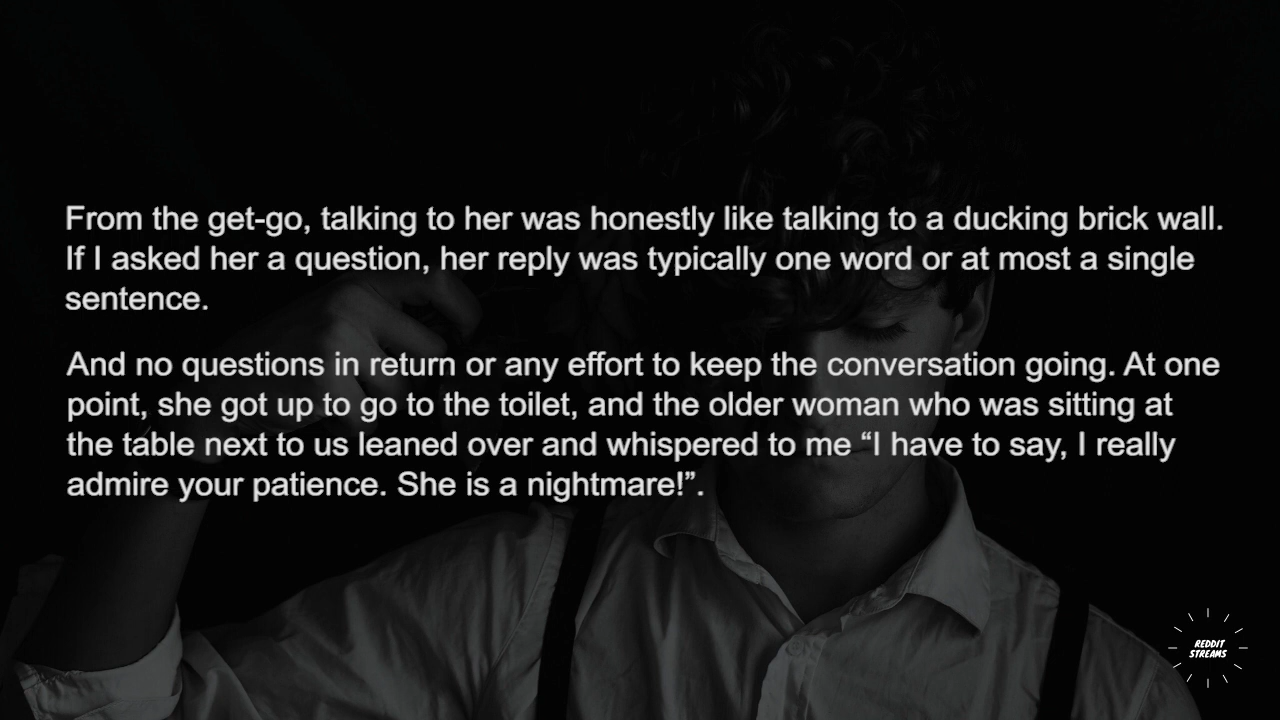 From the get-go, talking to her was honestly like talking to a ducking brick wall.
If I asked her a question, her reply was typically one word or at most a single
sentence.
And no questions in return or any effort to keep the conversation going. At one
point, she got up to go to the toilet, and the older woman who was sitting at
the table next to us leaned over and whispered to me “I have to say, I really
admire your patience. She is a nightmare!”.
REDDIT
STREAMS